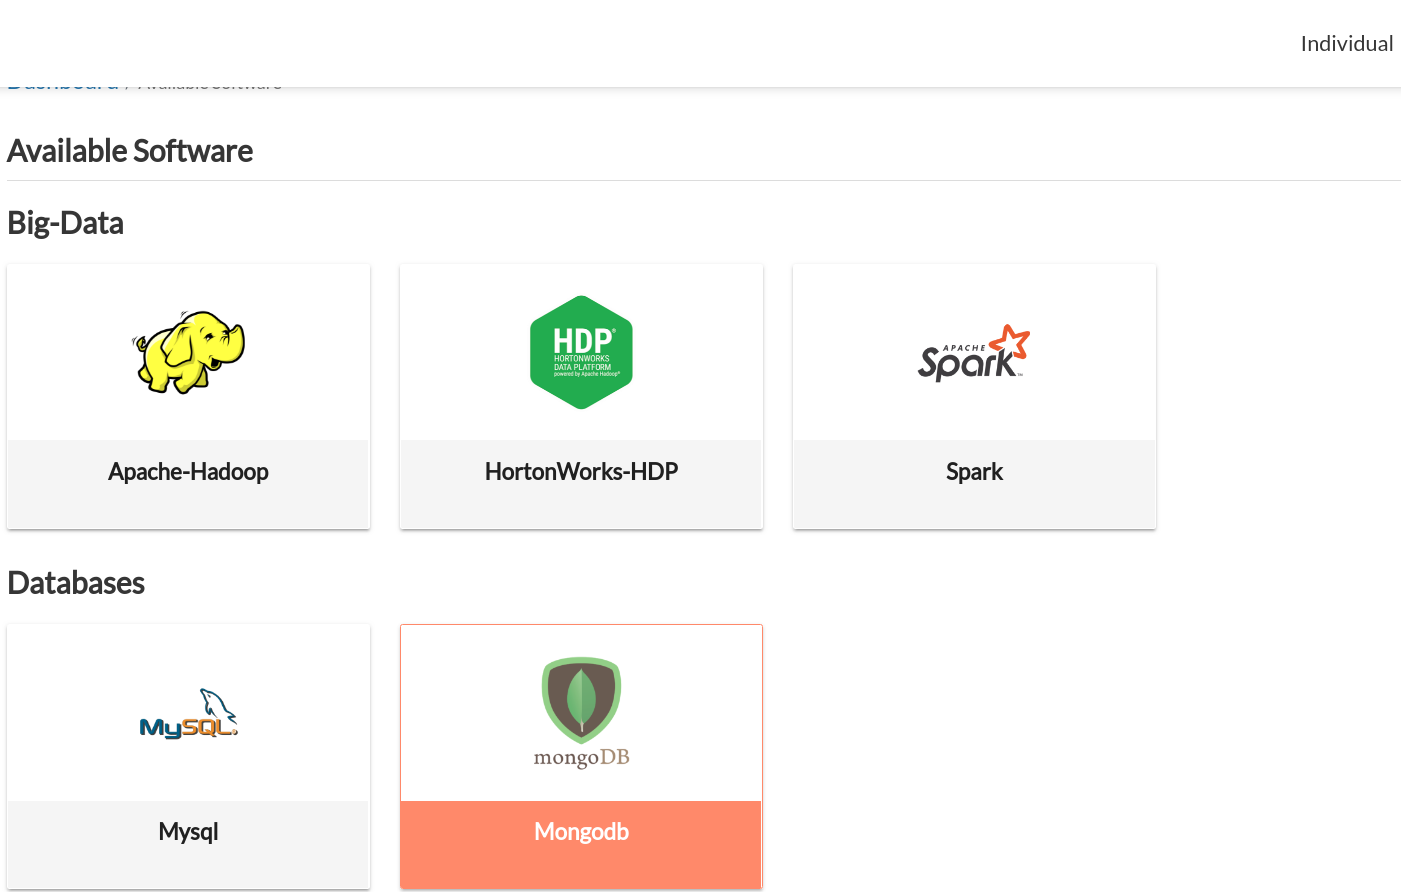 Individual
Dashboard / Available Software
Available Software
Big-Data
HDP®
HORTONWORKS
DATA PLATFORM
powered by Apache Hadoop®
APACHE
Spark™
Apache-Hadoop
HortonWorks-HDP
Spark
Databases
MySQL®
mongoDB
Mysql
Mongodb